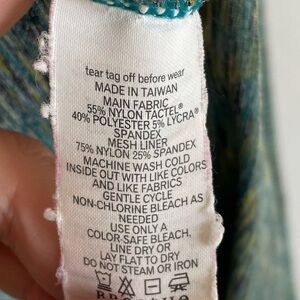 tear tag off before wear
MADE IN TAIWAN
MAIN FABRIC
55% NYLON TACTEL®
40% POLYESTER 5% LYCRA®
SPANDEX
MESH LINER
75% NYLON 25% SPANDEX
MACHINE WASH COLD
INSIDE OUT WITH LIKE COLORS
AND LIKE FABRICS
GENTLE CYCLE
NON-CHLORINE BLEACH AS
NEEDED
USE ONLY A
COLOR-SAFE BLEACH,
LINE DRY OR
LAY FLAT TO DRY
DO NOT STEAM OR IRON